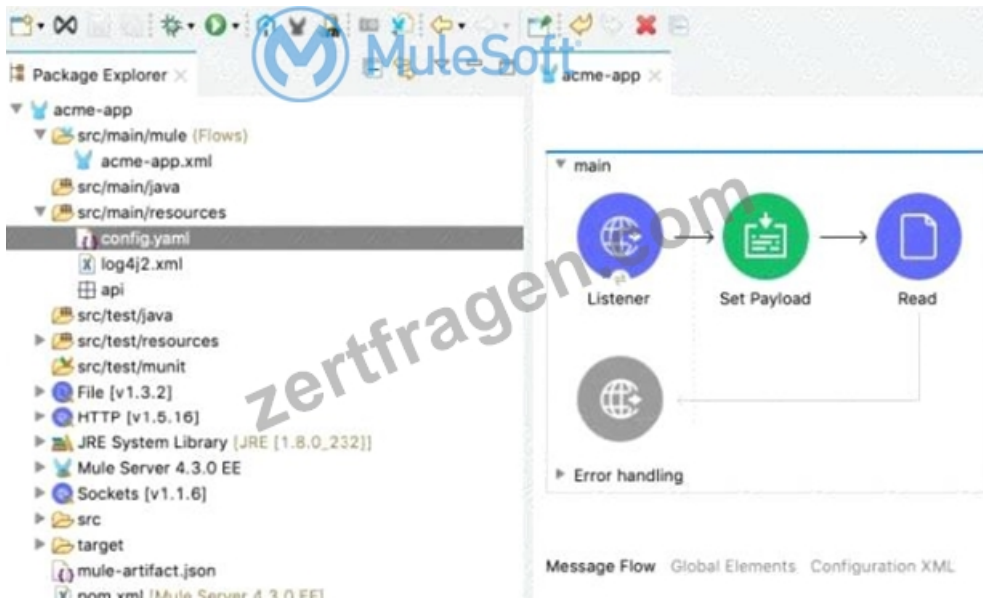 MuleSoft
Package Explorer
acme-app
acme-app
src/main/mule (Flows)
acme-app.xml
src/main/java
src/main/resources
config.yaml
log4j2.xml
api
src/test/java
src/test/resources
src/test/munit
File [v1.3.2]
HTTP [v1.5.16]
JRE System Library [JRE [1.8.0_232]]
Mule Server 4.3.0 EE
Sockets [v1.1.6]
src
target
mule-artifact.json
pom.xml [Mule Server 4.3.0 EE]
main
Listener
Set Payload
Read
Error handling
Message Flow Global Elements Configuration XML
zertfragen.com